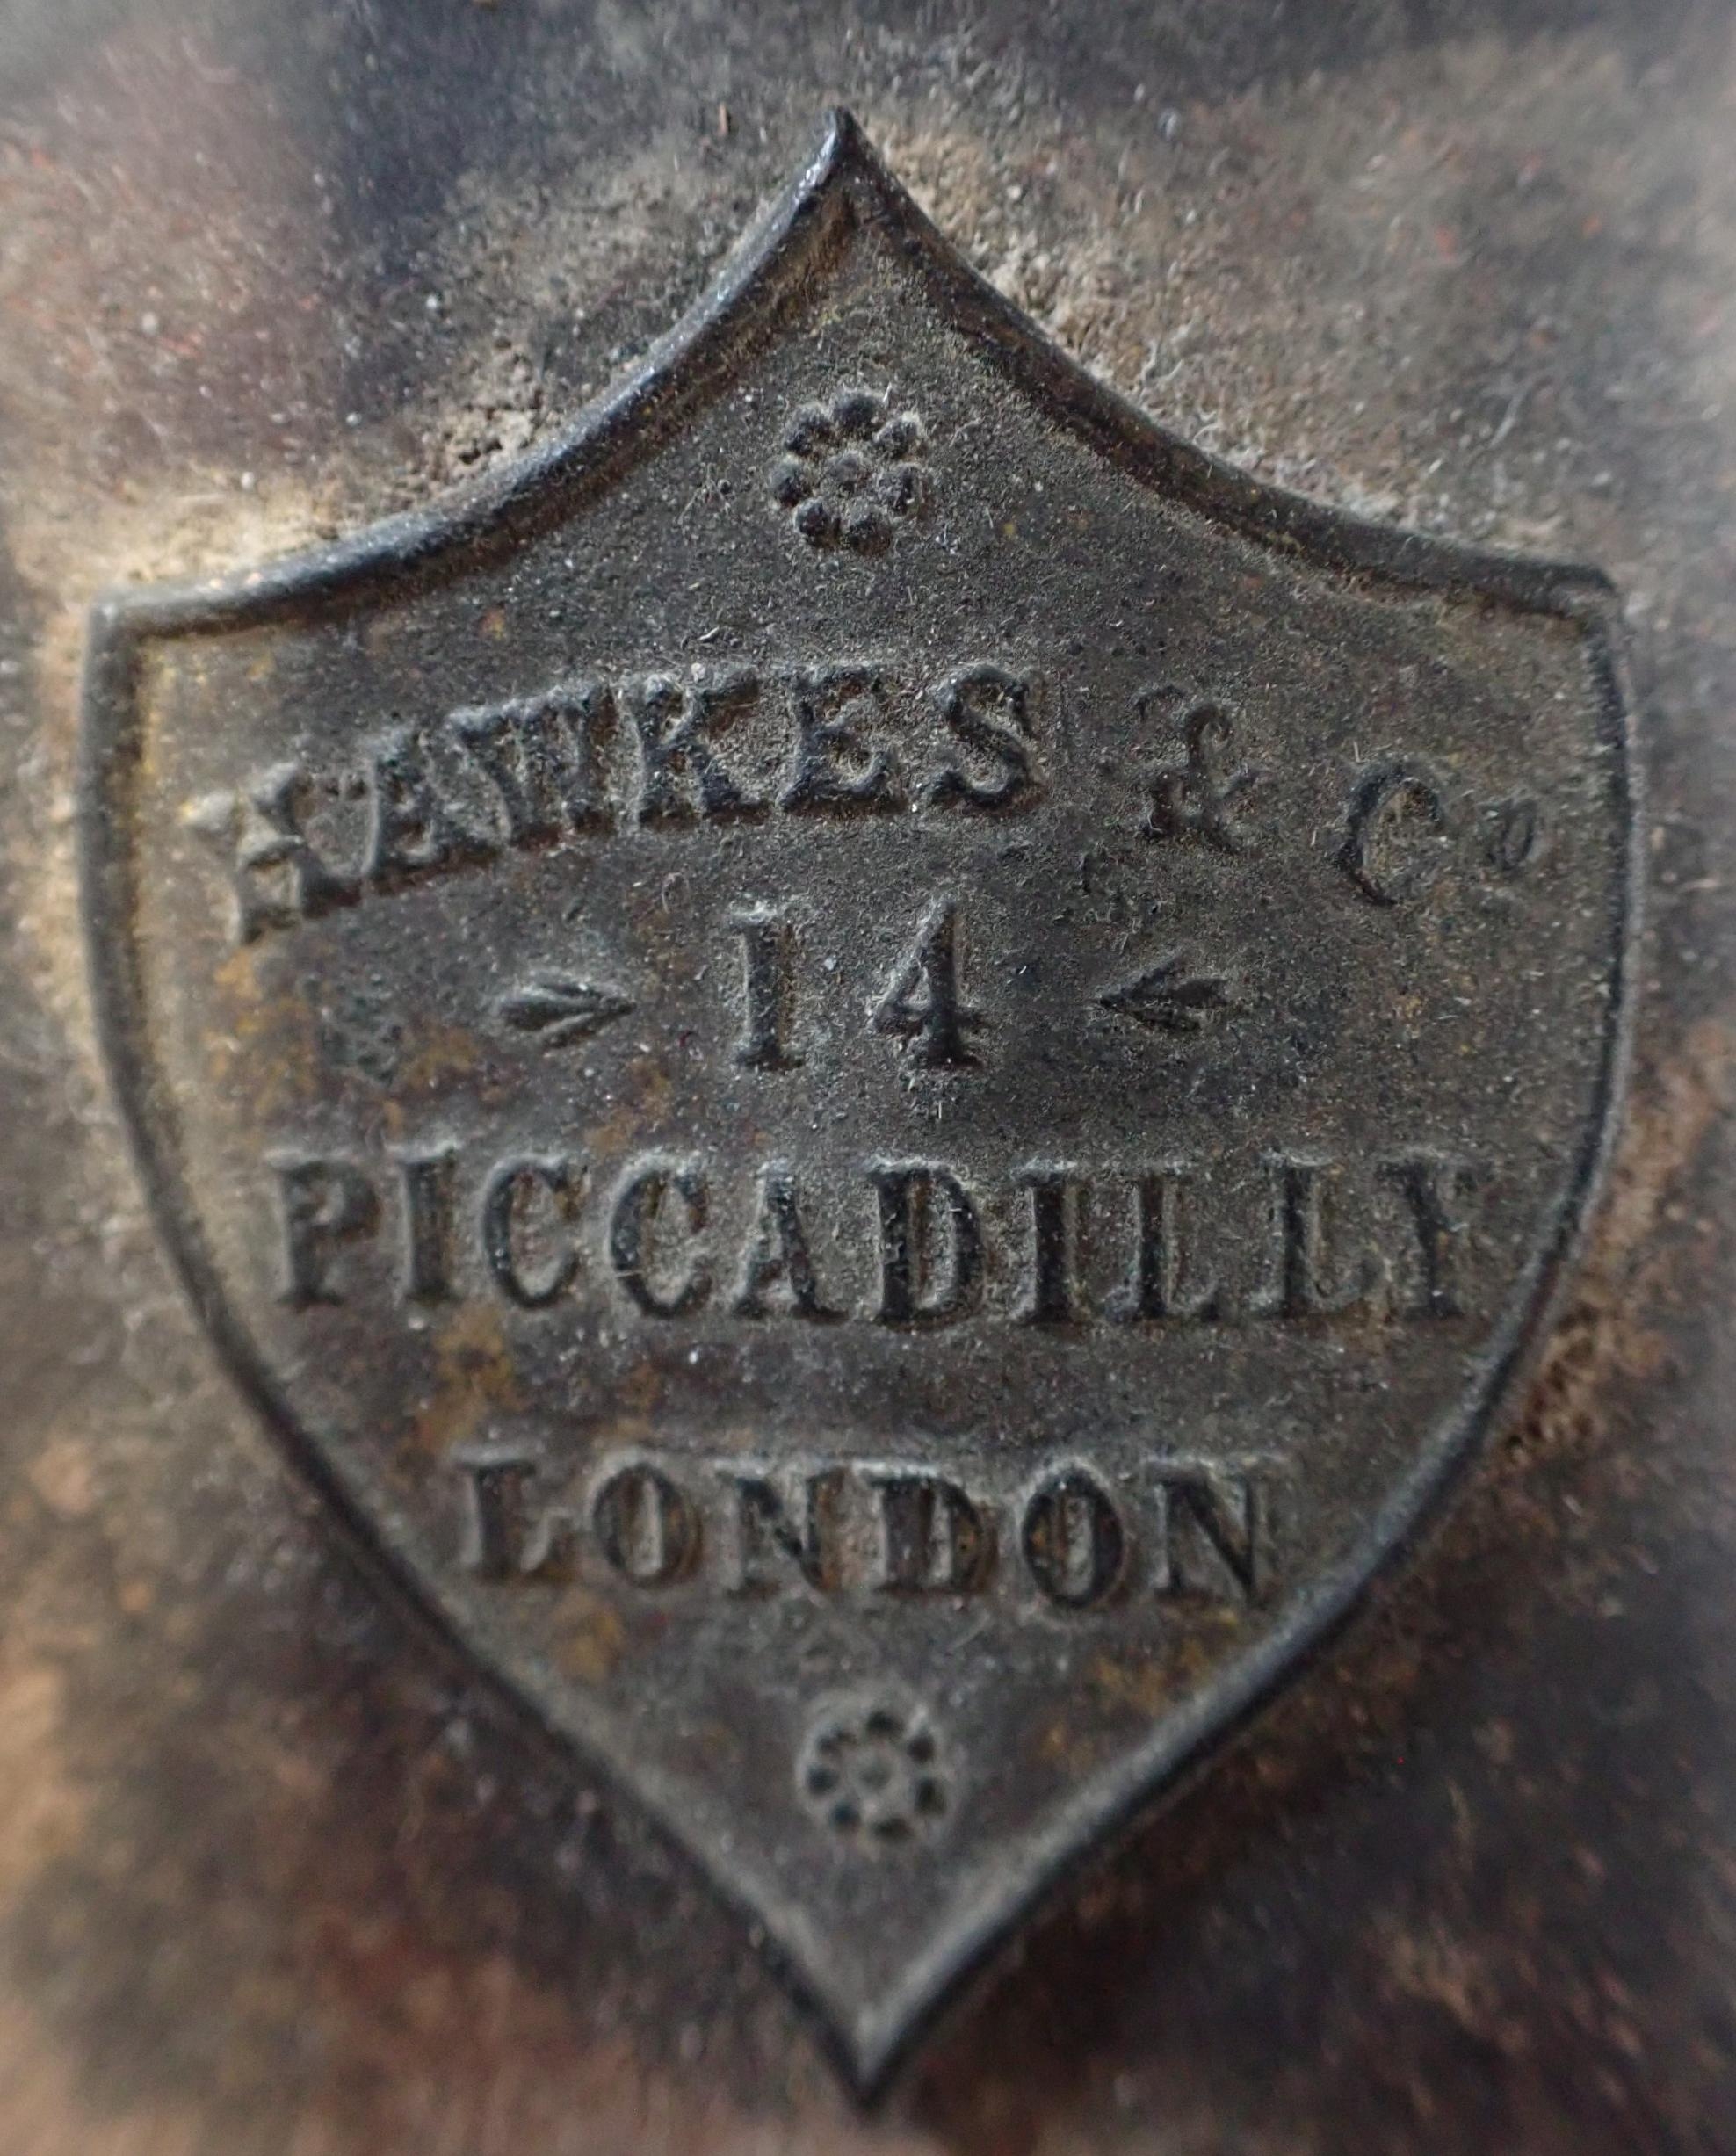 HAWKES & Co
14
PICCADILLY
LONDON